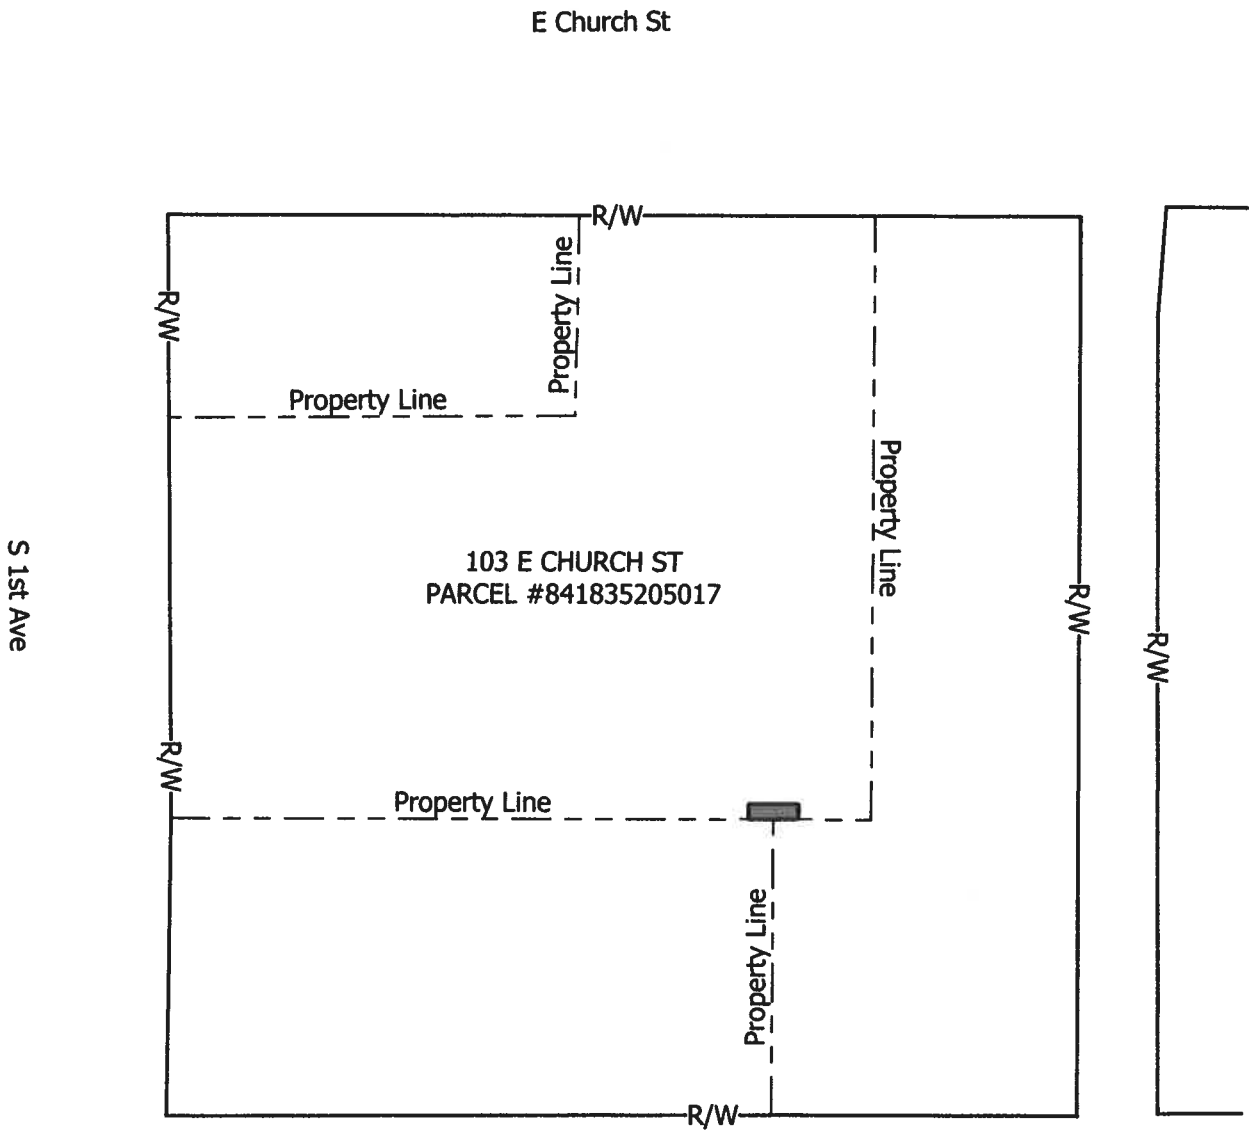 E Church St
R/W
R/W
Property Line
Property Line
Property Line
103 E CHURCH ST
PARCEL #841835205017
S 1st Ave
R/W
R/W
R/W
Property Line
Property Line
R/W